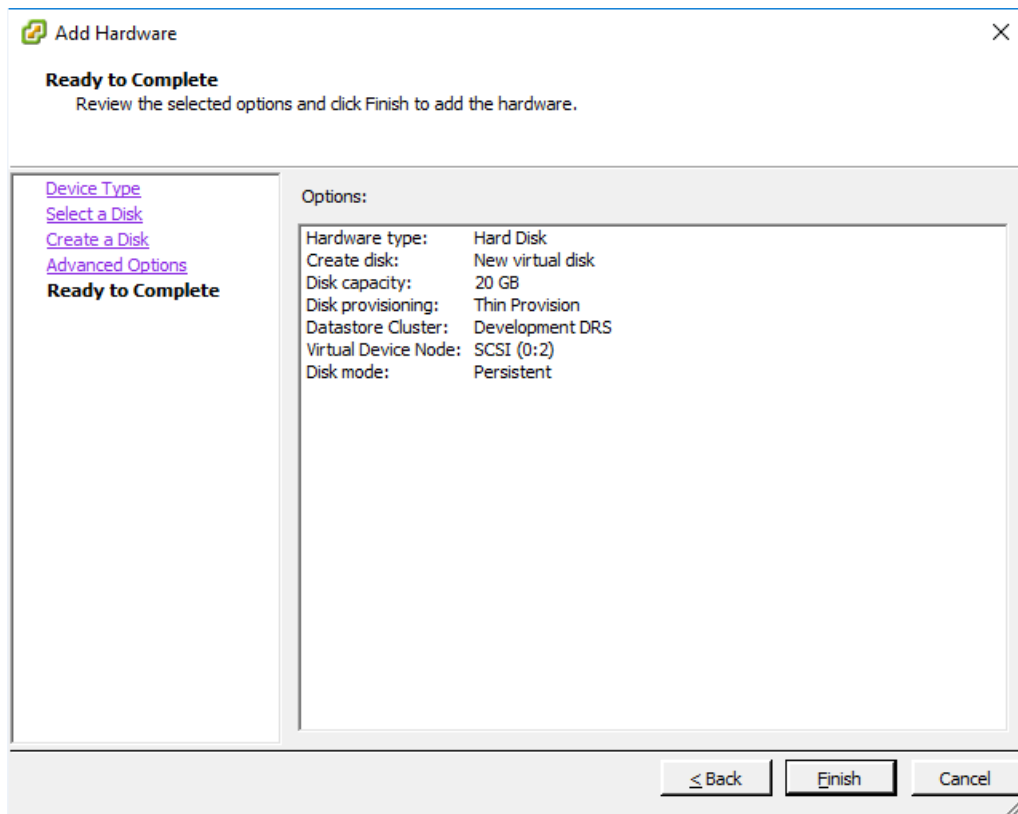 Add Hardware
Ready to Complete
Review the selected options and click Finish to add the hardware.
Device Type
Select a Disk
Create a Disk
Advanced Options
Ready to Complete
Options:
Hardware type: Hard Disk
Create disk: New virtual disk
Disk capacity: 20 GB
Disk provisioning: Thin Provision
Datastore Cluster: Development DRS
Virtual Device Node: SCSI (0:2)
Disk mode: Persistent
< Back Finish Cancel